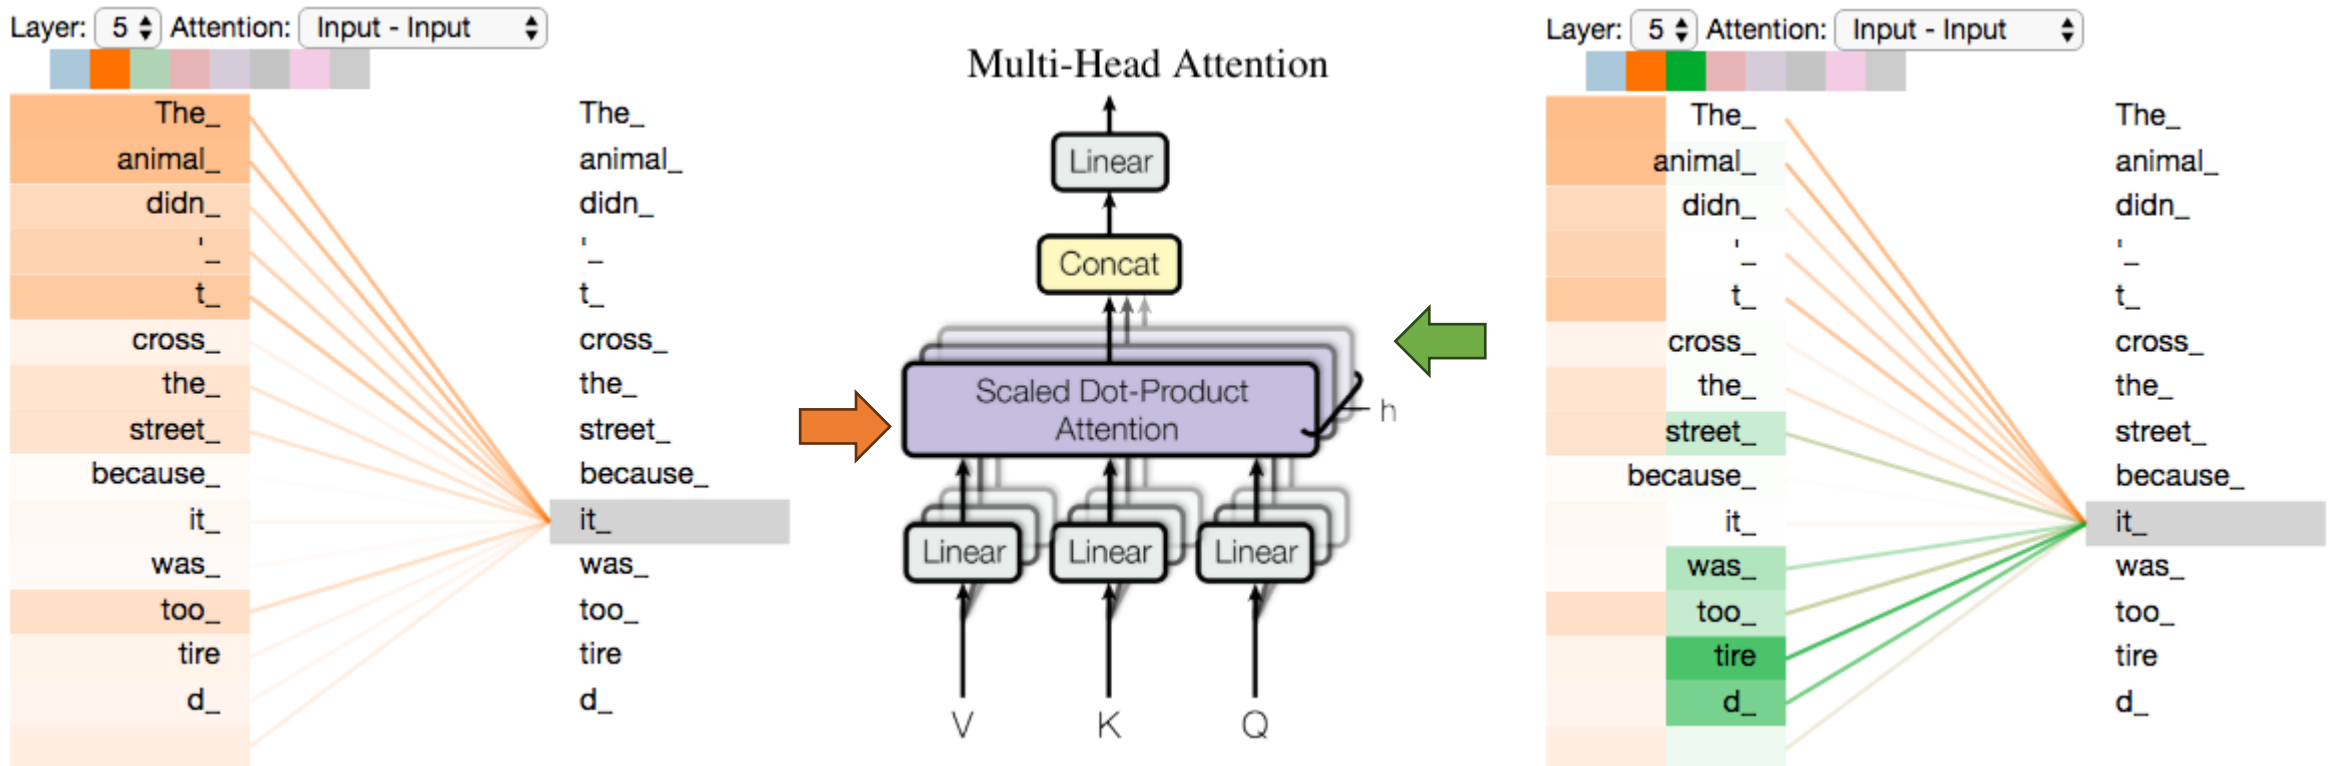 Layer: 5 Attention: Input - Input
The_ The_
animal_ animal_
didn_ didn_
'_ '_
t_ t_
cross_ cross_
the_ the_
street_ street_
because_ because_
it_ it_
was_ was_
too_ too_
tire tire
d_ d_
Multi-Head Attention
Linear
Concat
Scaled Dot-Product
Attention
h
Linear Linear Linear
V K Q
Layer: 5 Attention: Input - Input
The_ The_
animal_ animal_
didn_ didn_
'_ '_
t_ t_
cross_ cross_
the_ the_
street_ street_
because_ because_
it_ it_
was_ was_
too_ too_
tire tire
d_ d_